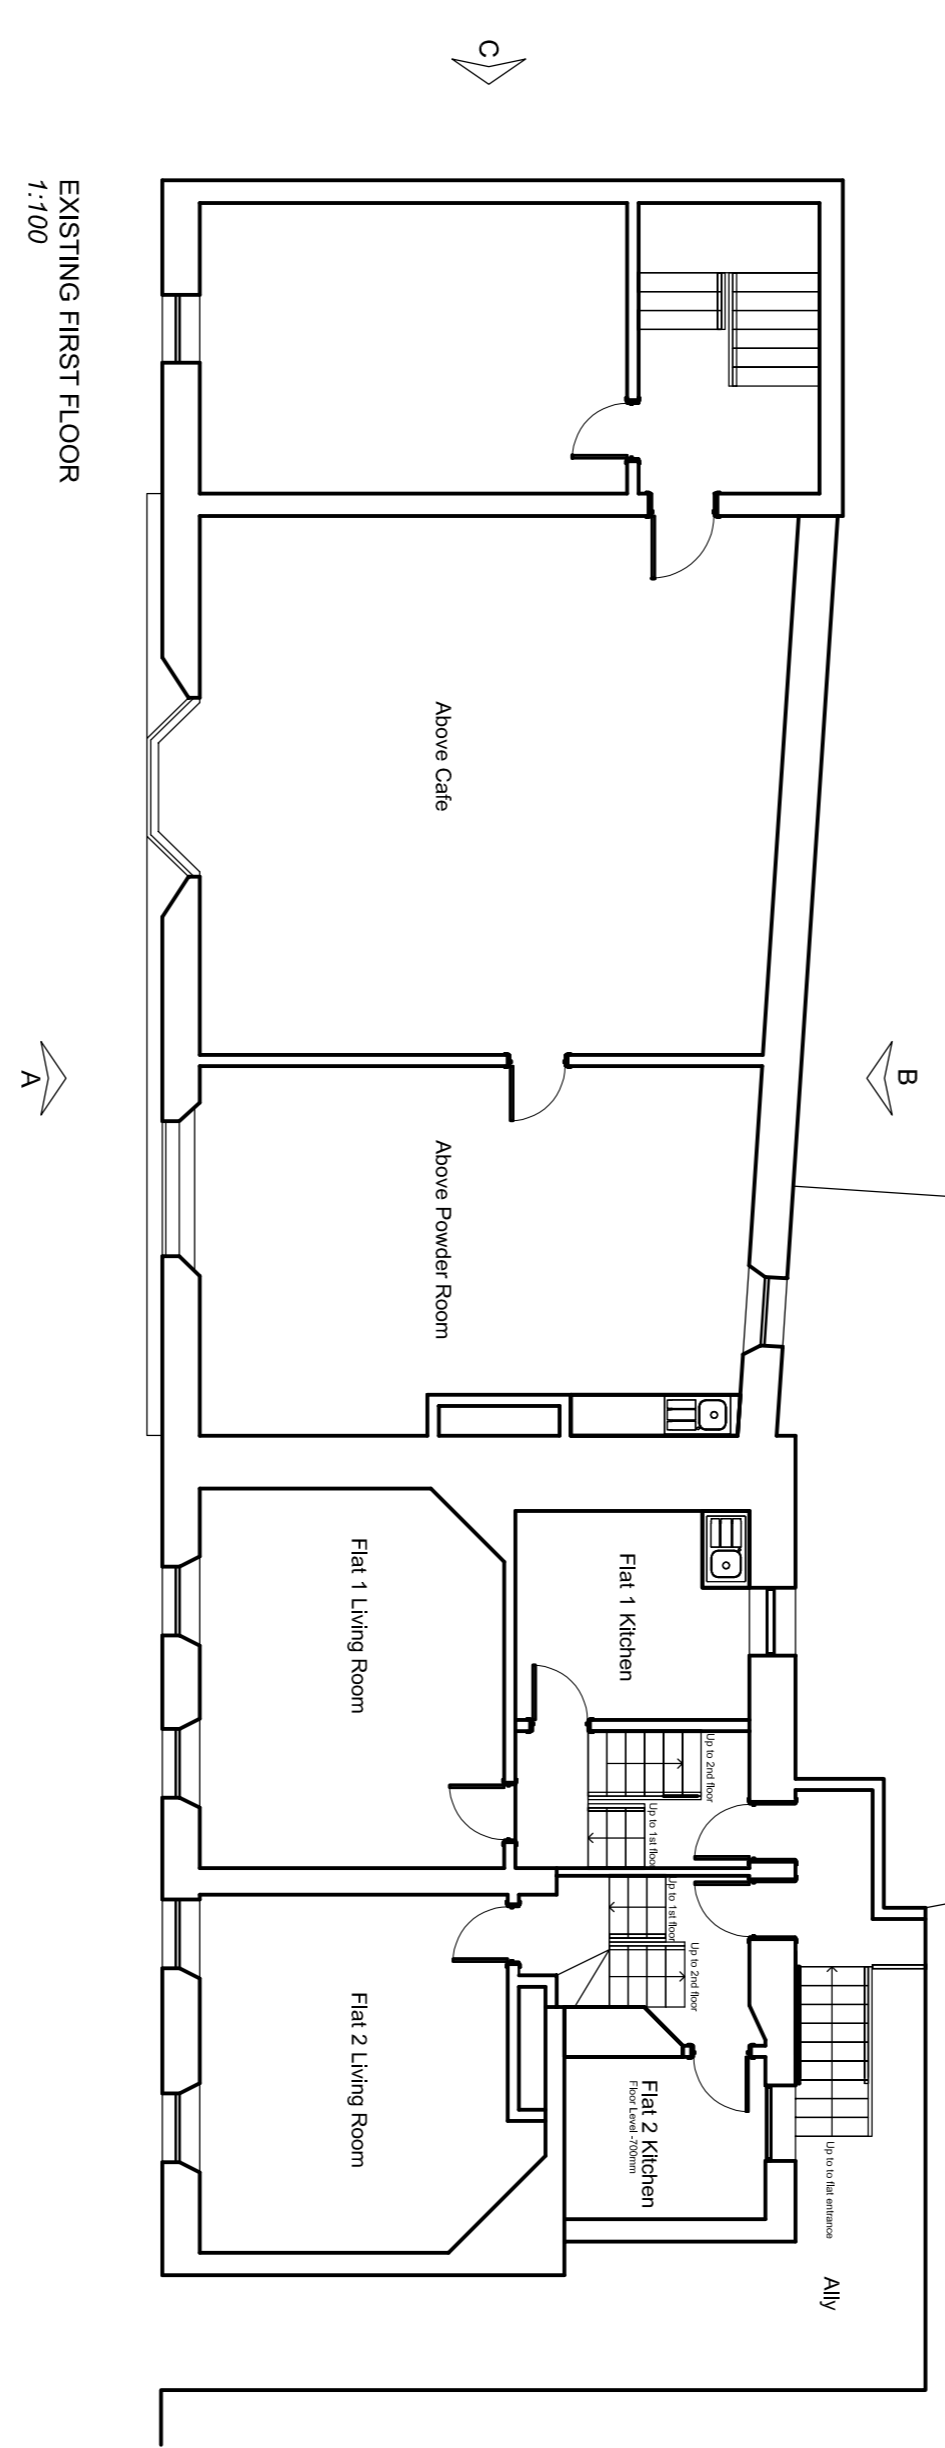 C
EXISTING FIRST FLOOR
1:100
Above Cafe
B
A
Above Powder Room
Flat 1 Kitchen
Flat 1 Living Room
Up to 2nd floor
Up to 1st floor
Up to 1st floor
Up to 2nd floor
Flat 2 Living Room
Flat 2 Kitchen
Floor Level -700mm
Up to to flat entrance
Ally